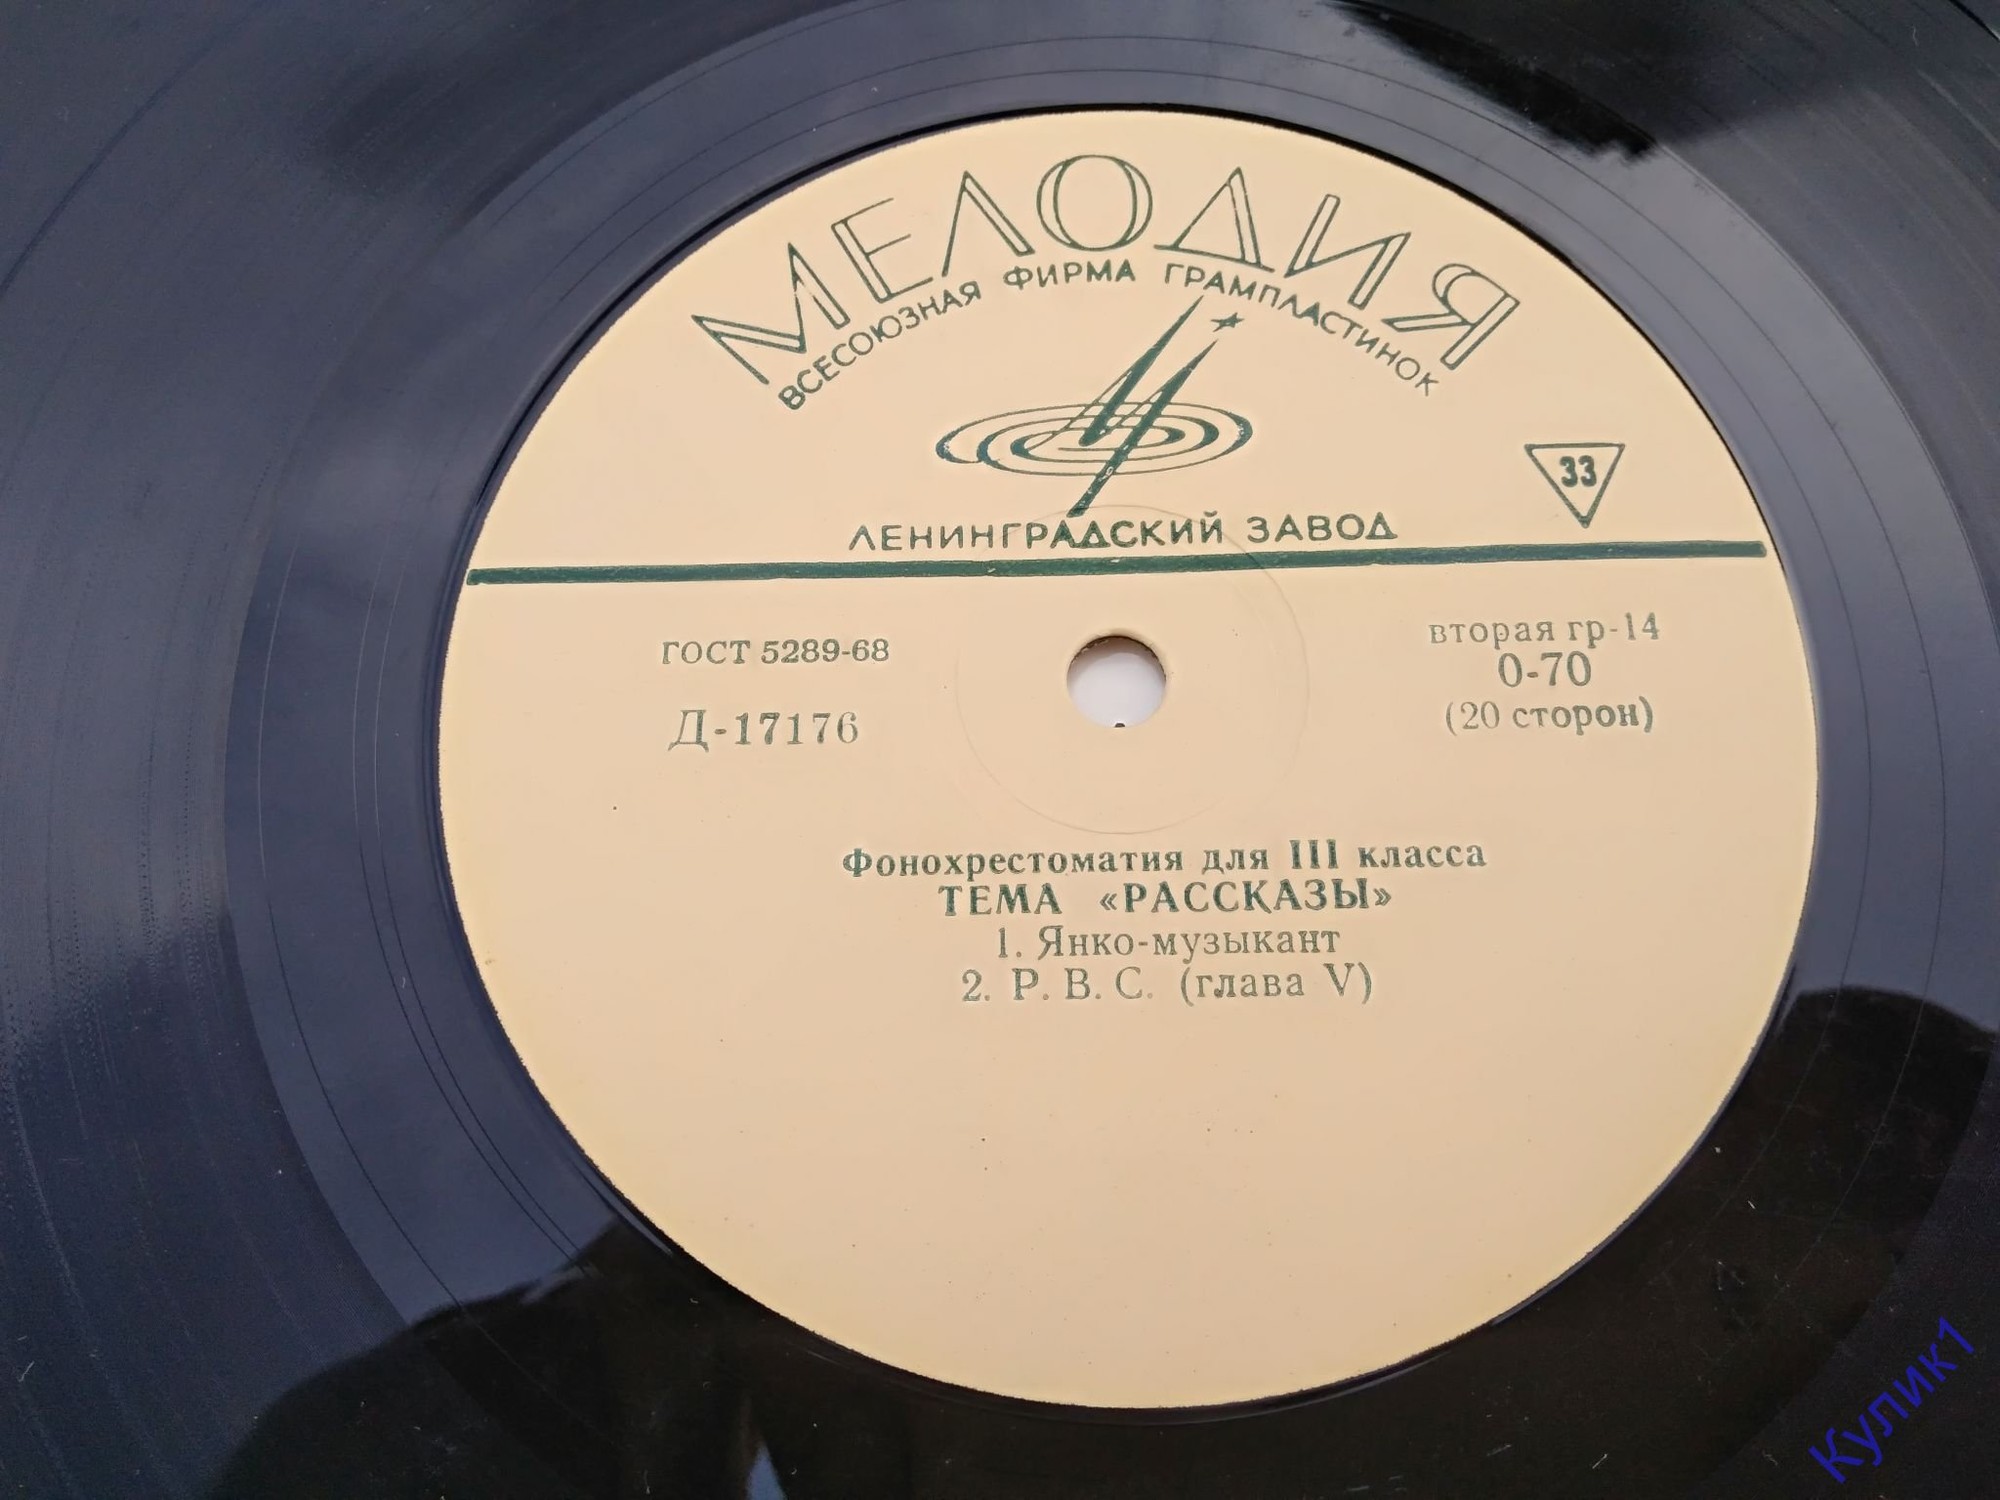 МЕЛОДИЯ
ВСЕСОЮЗНАЯ ФИРМА ГРАМПЛАСТИНОК
33
ЛЕНИНГРАДСКИЙ ЗАВОД
ГОСТ 5289-68
вторая гр-14
0-70
Д-17176
(20 сторон)
Фонохрестоматия для III класса
ТЕМА «РАССКАЗЫ»
1. Янко-музыкант
2. Р. В. С. (глава V)
Кулик1